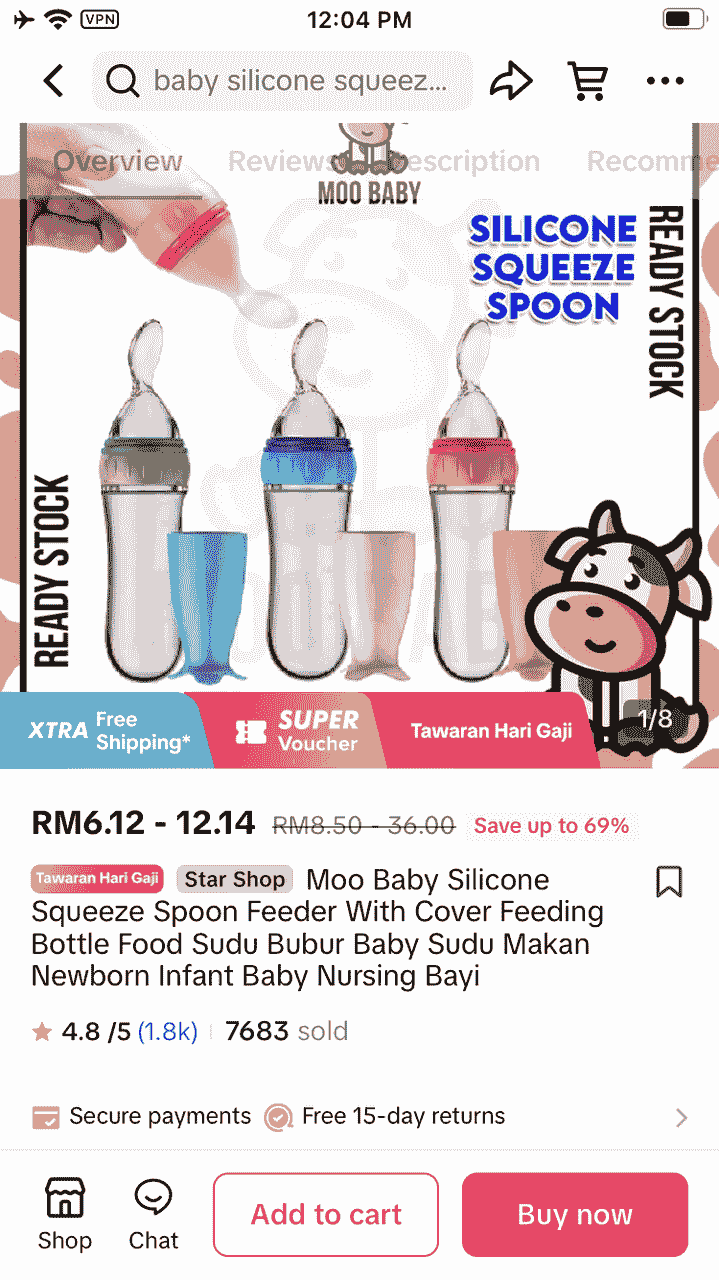 VPN
12:04 PM
baby silicone squeez...
Overview
Reviews
Description
Recomme
MOO BABY
SILICONE
SQUEEZE
SPOON
READY STOCK
READY STOCK
XTRA Free
Shipping*
SUPER
Voucher
Tawaran Hari Gaji
1/8
RM6.12 - 12.14 RM8.50 - 36.00 Save up to 69%
Tawaran Hari Gaji Star Shop Moo Baby Silicone
Squeeze Spoon Feeder With Cover Feeding
Bottle Food Sudu Bubur Baby Sudu Makan
Newborn Infant Baby Nursing Bayi
4.8 /5 (1.8k) 7683 sold
Secure payments Free 15-day returns
Shop
Chat
Add to cart
Buy now